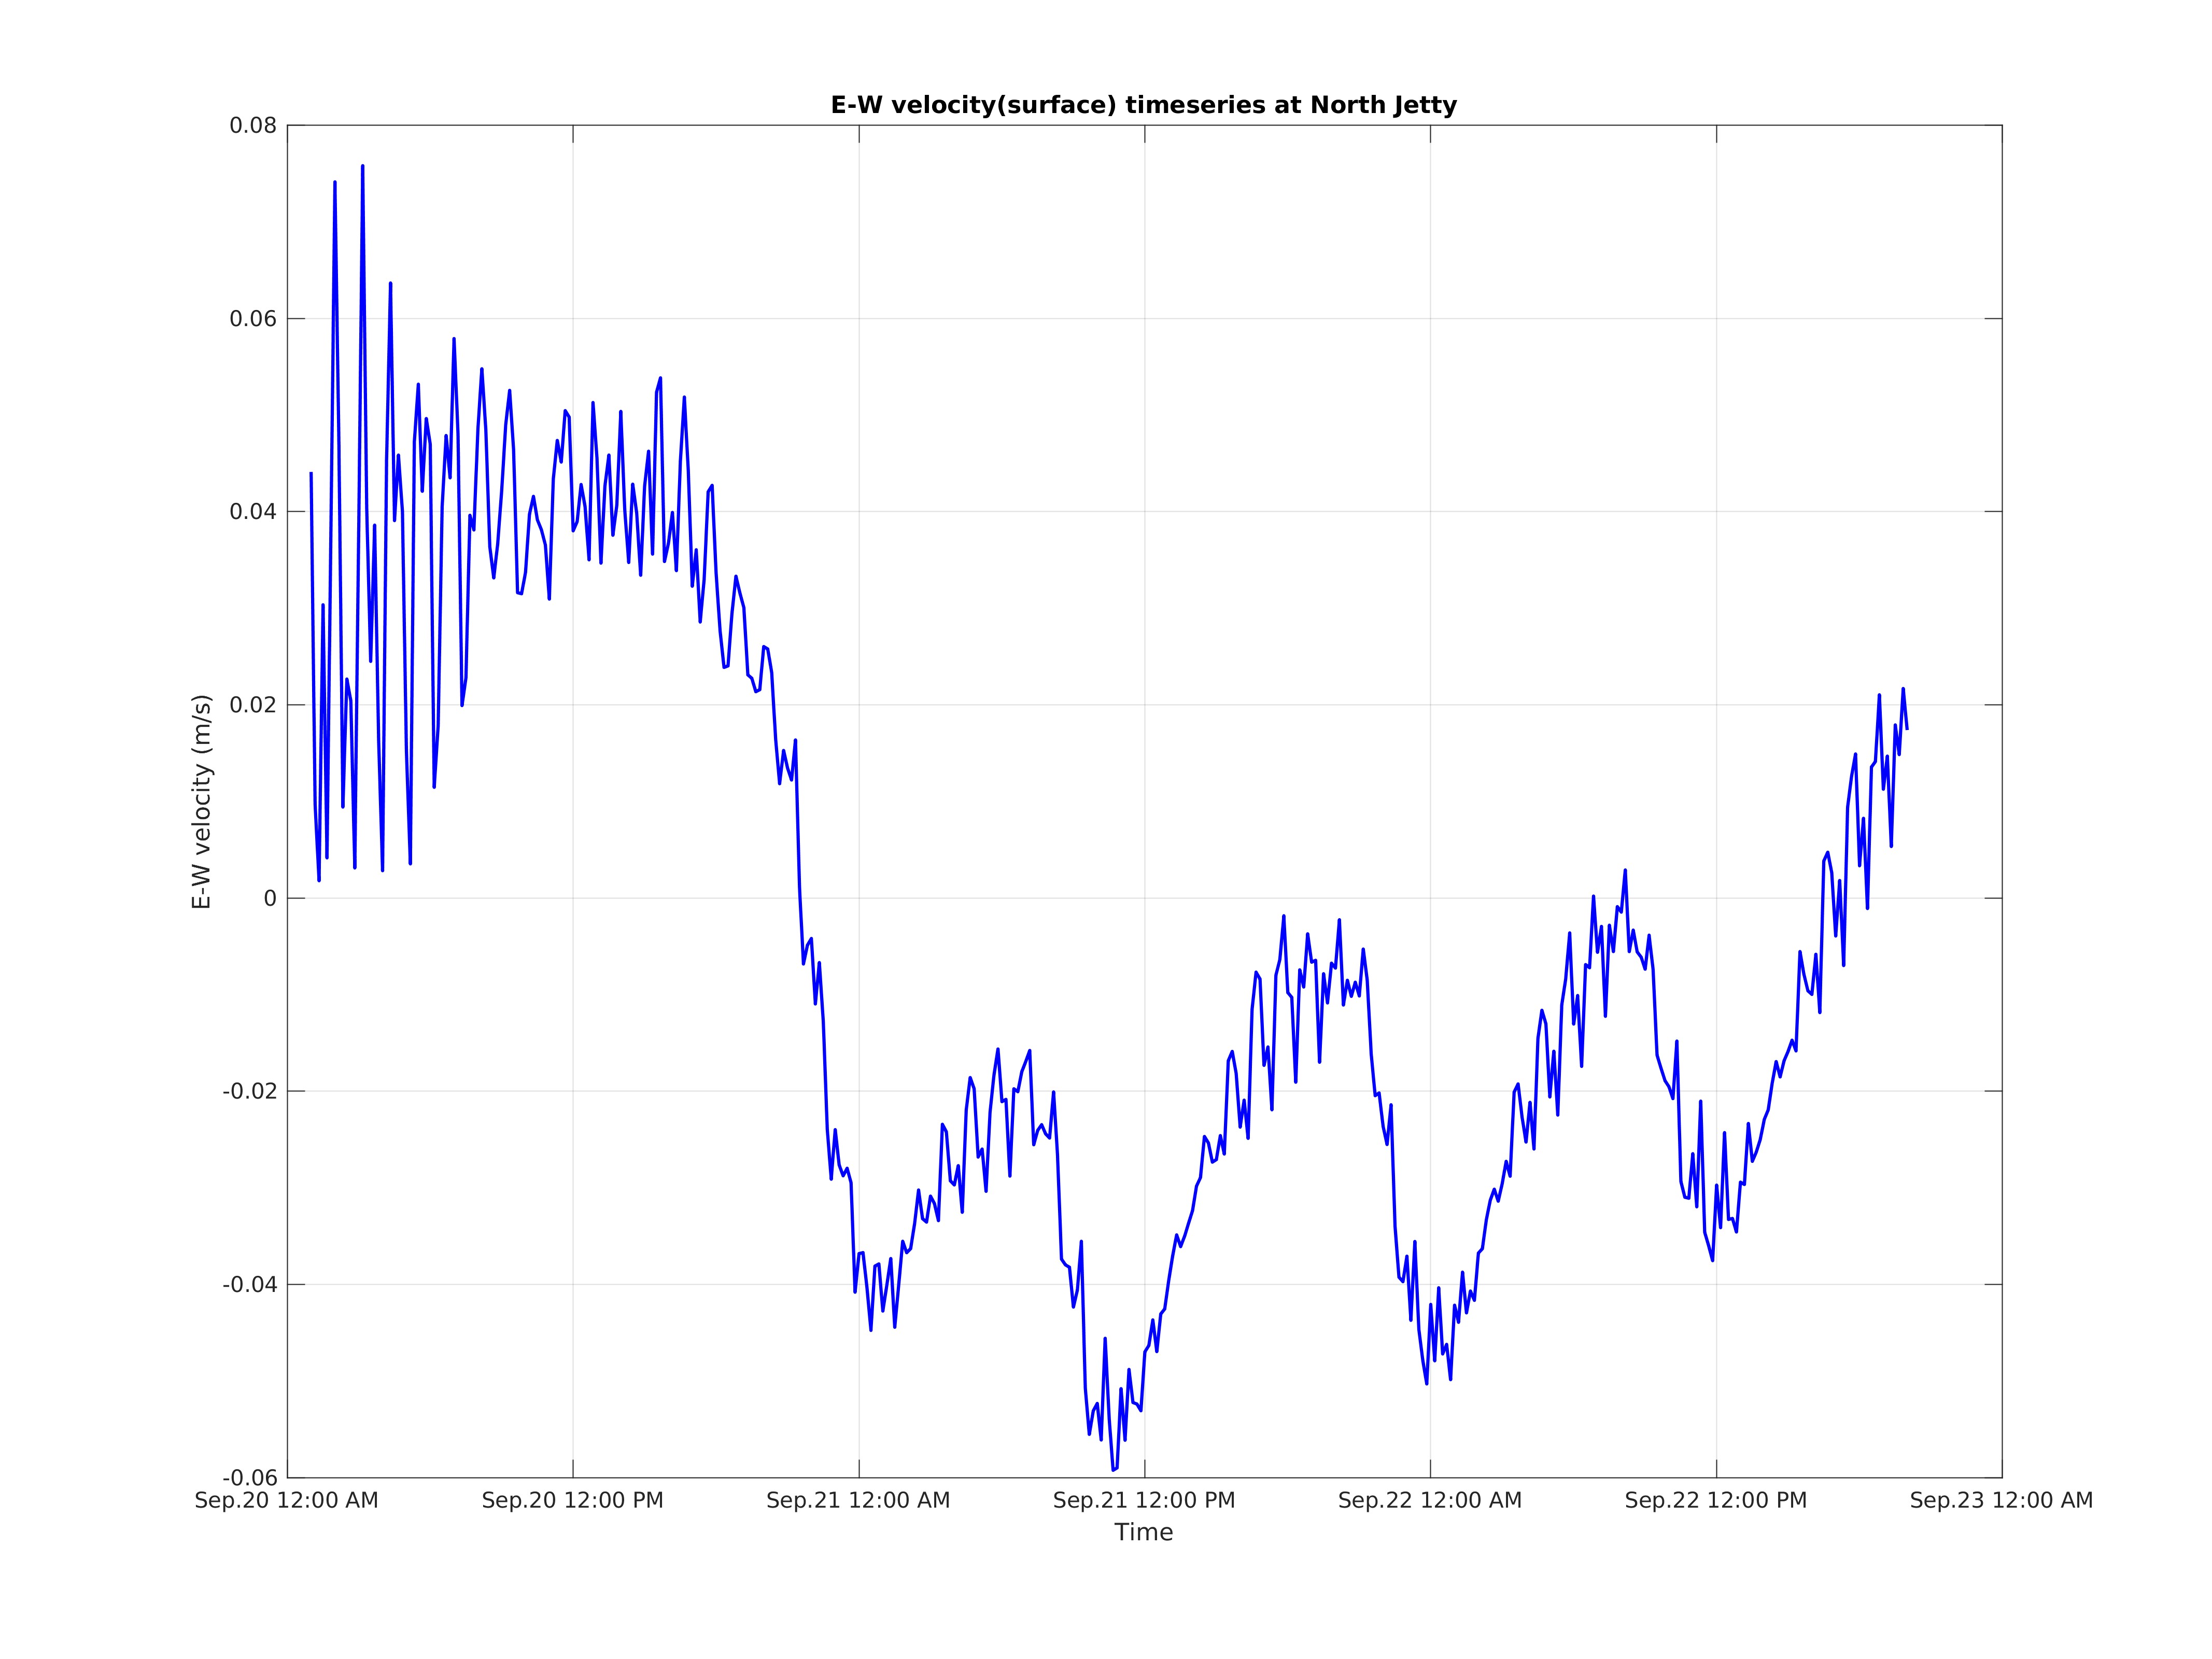 E-W velocity(surface) timeseries at North Jetty
0.08
0.06
0.04
0.02
0
-0.02
-0.04
-0.06
E-W velocity (m/s)
Sep.20 12:00 AM Sep.20 12:00 PM Sep.21 12:00 AM Sep.21 12:00 PM Sep.22 12:00 AM Sep.22 12:00 PM Sep.23 12:00 AM
Time